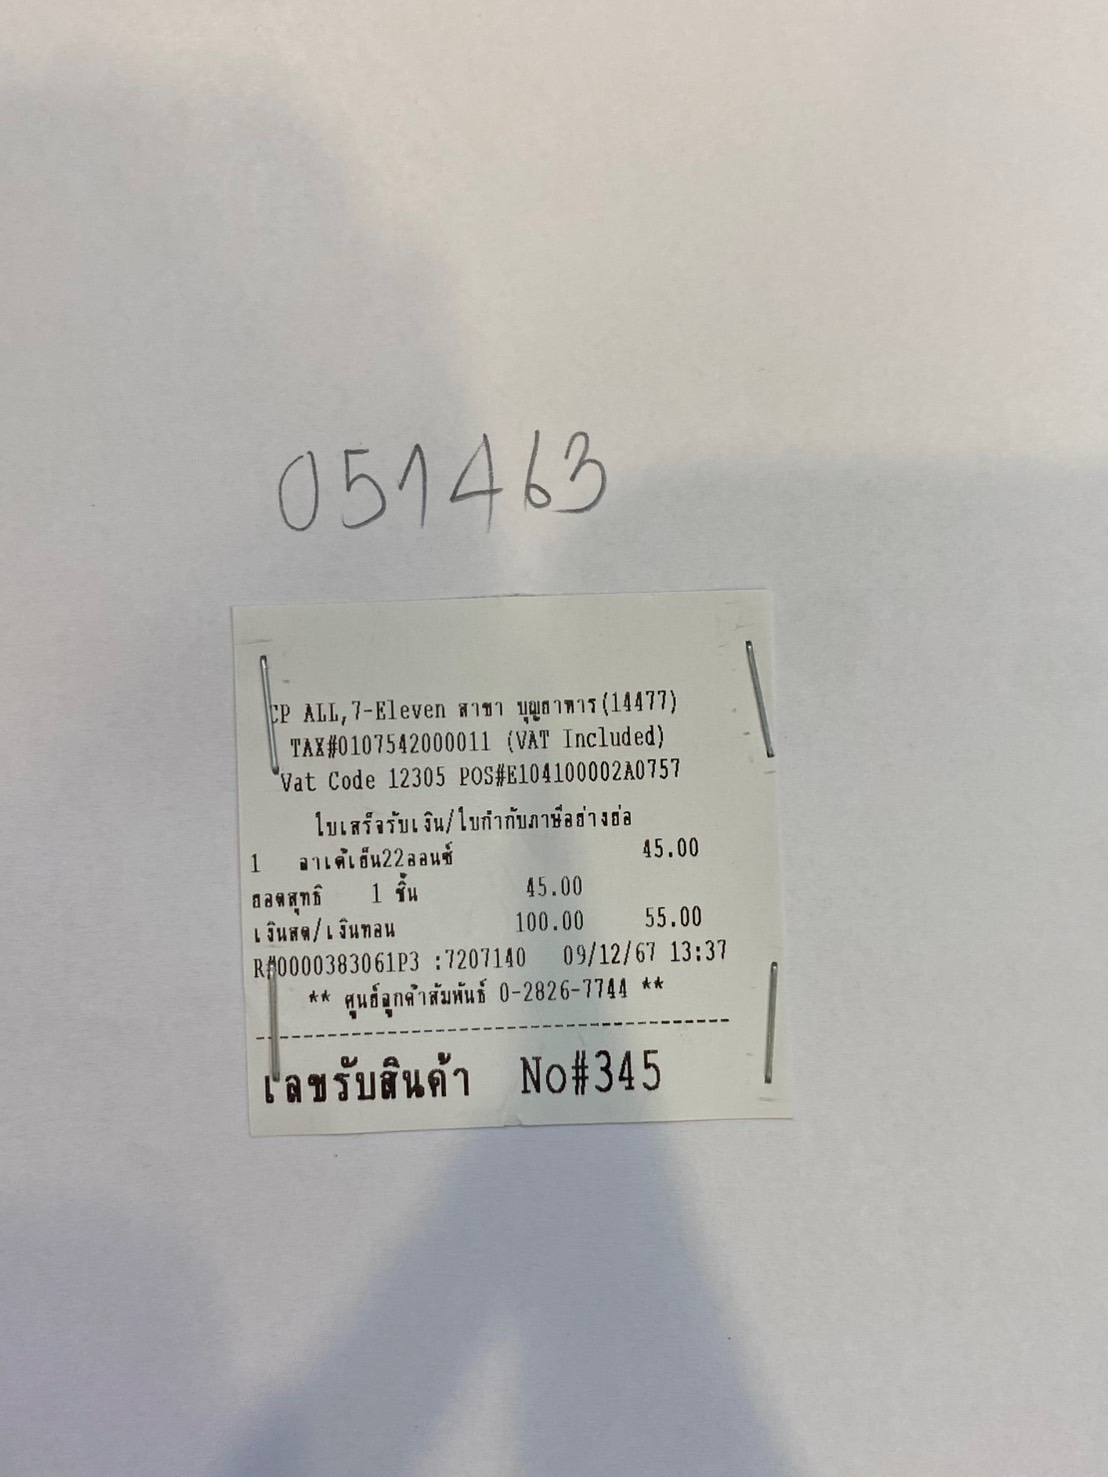 051463
CP ALL,7-Eleven สาขา บุญธาหาร(14477)
TAX#0107542000011 (VAT Included)
Vat Code 12305 POS#E104100002A0757
ใบเสร็จรับเงิน/ใบกำกับภาษีอย่างย่อ
1 ลาเต้เย็น22ออนซ์ 45.00
ยอดสุทธิ 1 ชิ้น 45.00
เงินสด/เงินทอน 100.00 55.00
R#0000383061P3 :7207140 09/12/67 13:37
** ศูนย์ลูกค้าสัมพันธ์ 0-2826-7744 **
เลขรับสินค้า No#345